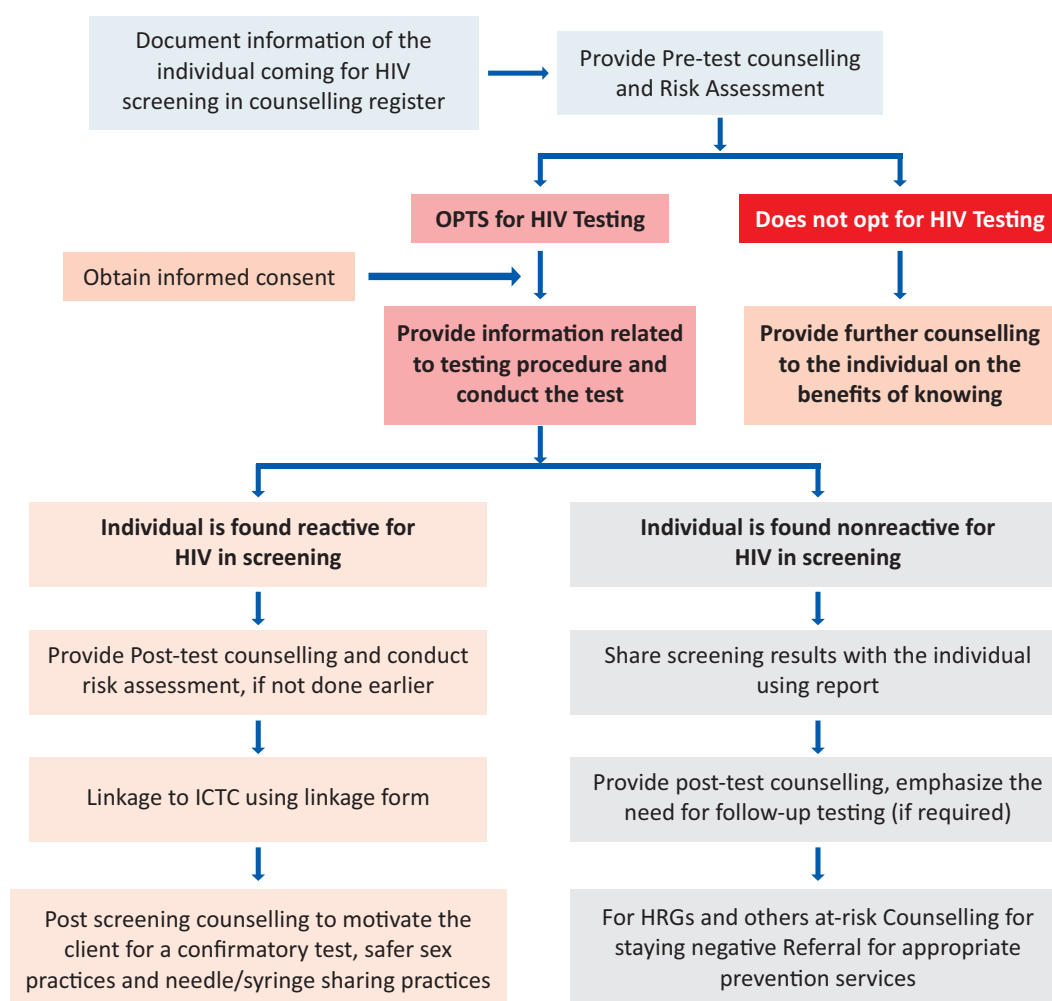 Document information of the
individual coming for HIV
screening in counselling register
Provide Pre-test counselling
and Risk Assessment
OPTS for HIV Testing
Does not opt for HIV Testing
Obtain informed consent
Provide information related
to testing procedure and
conduct the test
Provide further counselling
to the individual on the
benefits of knowing
Individual is found reactive for
HIV in screening
Individual is found nonreactive for
HIV in screening
Provide Post-test counselling and conduct
risk assessment, if not done earlier
Share screening results with the individual
using report
Linkage to ICTC using linkage form
Provide post-test counselling, emphasize the
need for follow-up testing (if required)
Post screening counselling to motivate the
client for a confirmatory test, safer sex
practices and needle/syringe sharing practices
For HRGs and others at-risk Counselling for
staying negative Referral for appropriate
prevention services